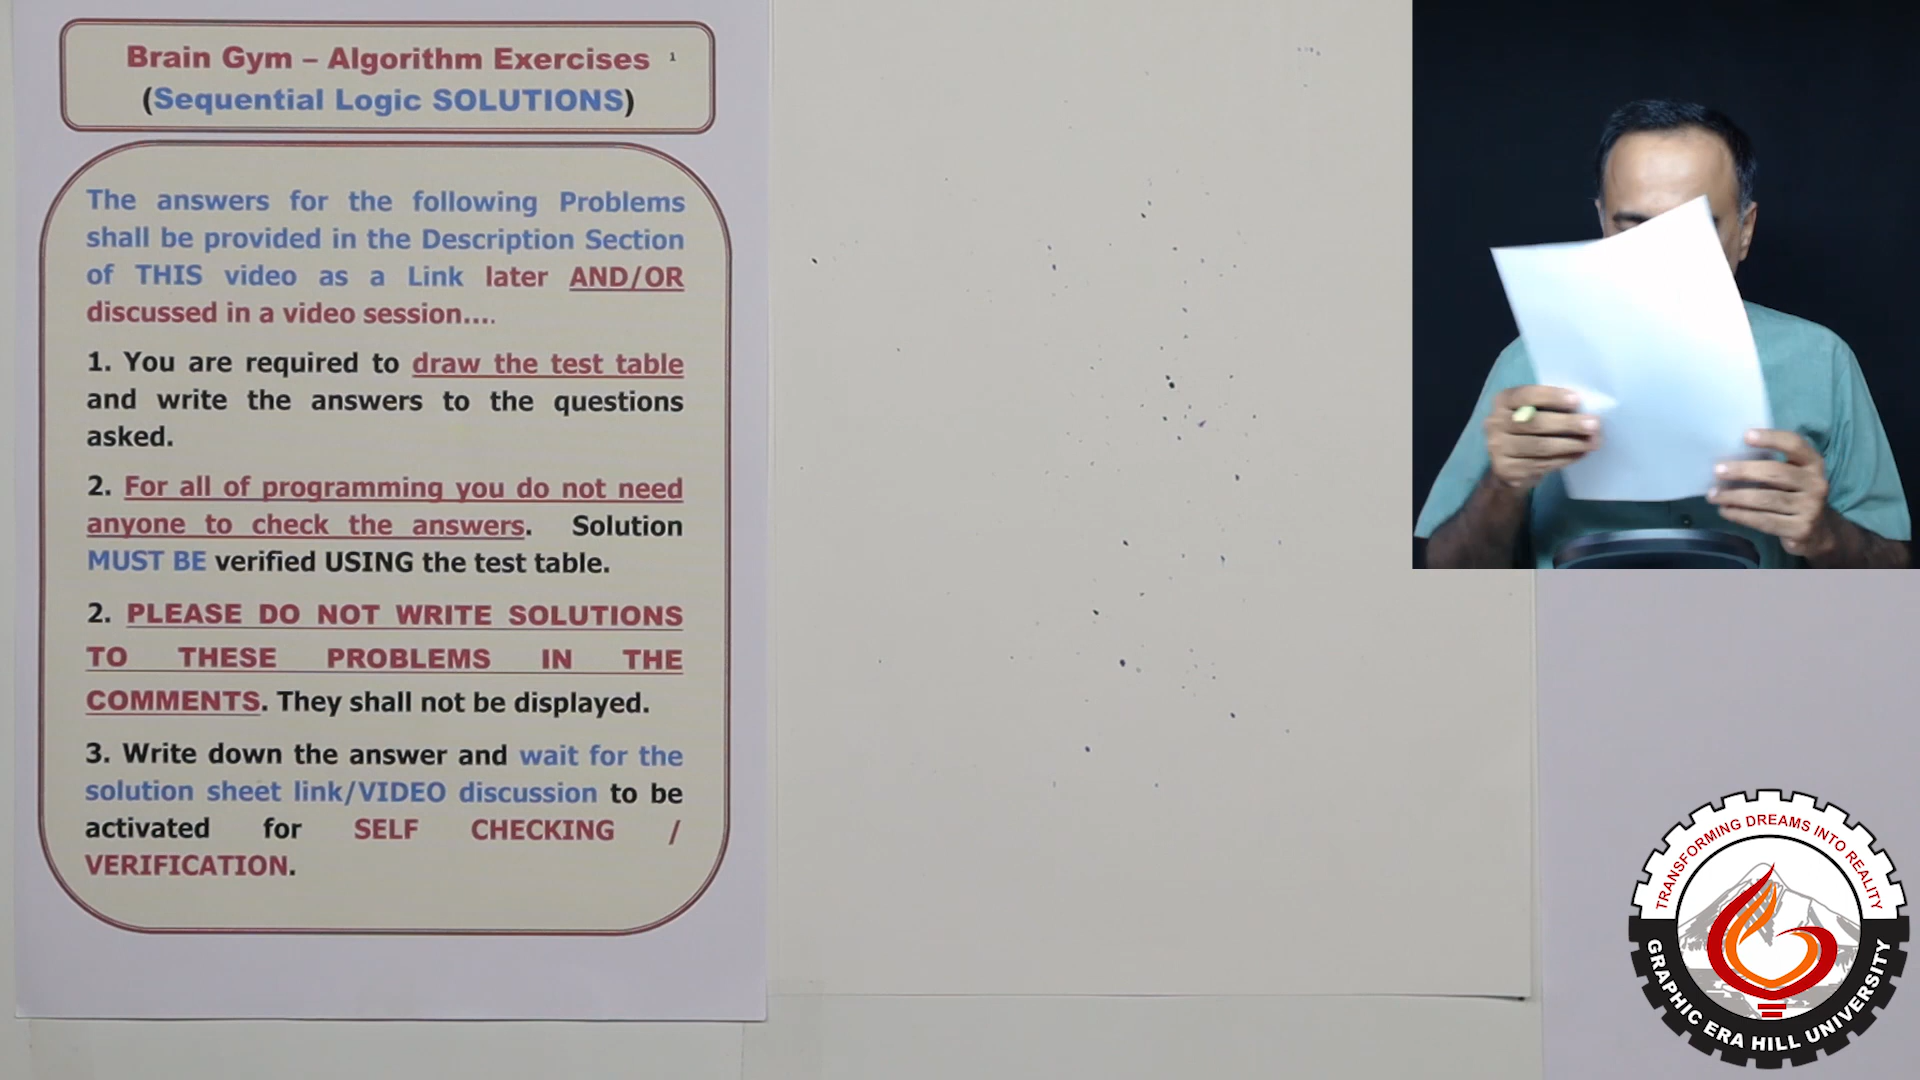 Brain Gym – Algorithm Exercises 1
(Sequential Logic SOLUTIONS)
The answers for the following Problems
shall be provided in the Description Section
of THIS video as a Link later AND/OR
discussed in a video session....
1. You are required to draw the test table
and write the answers to the questions
asked.
2. For all of programming you do not need
anyone to check the answers. Solution
MUST BE verified USING the test table.
2. PLEASE DO NOT WRITE SOLUTIONS
TO THESE PROBLEMS IN THE
COMMENTS. They shall not be displayed.
3. Write down the answer and wait for the
solution sheet link/VIDEO discussion to be
activated for SELF CHECKING /
VERIFICATION.
TRANSFORMING DREAMS INTO REALITY
GRAPHIC ERA HILL UNIVERSITY